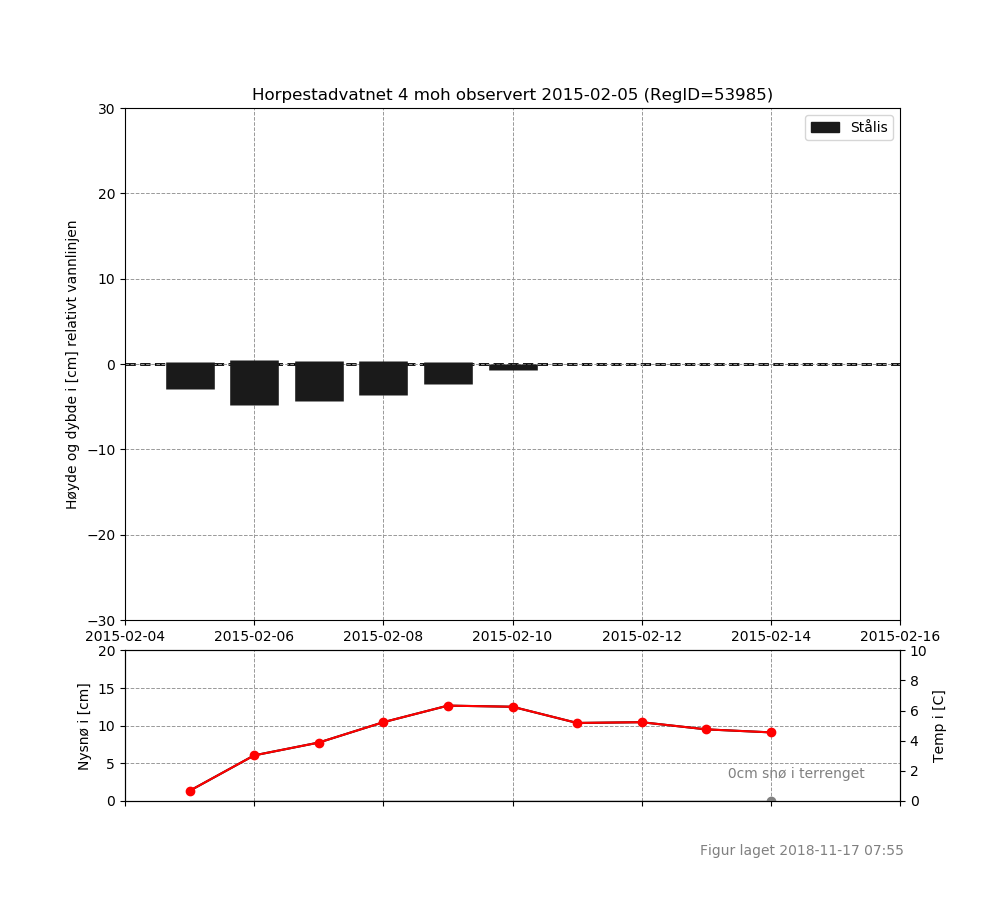 Horpestadvatnet 4 moh observert 2015-02-05 (RegID=53985)
Stålis
Høyde og dybde i [cm] relativt vannlinjen
30
20
10
0
−10
−20
−30
2015-02-04 2015-02-06 2015-02-08 2015-02-10 2015-02-12 2015-02-14 2015-02-16
Nysnø i [cm]
20
15
10
5
0
10
8
6
4
2
0
Temp i [C]
0cm snø i terrenget
Figur laget 2018-11-17 07:55